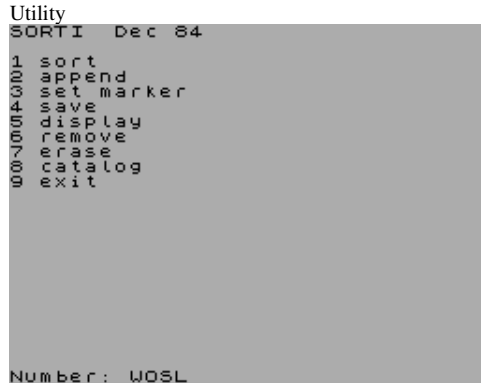 Utility
SORTI Dec 84
1 sort
2 append
3 set marker
4 save
5 display
6 remove
7 erase
8 catalog
9 exit
Number: WOSL